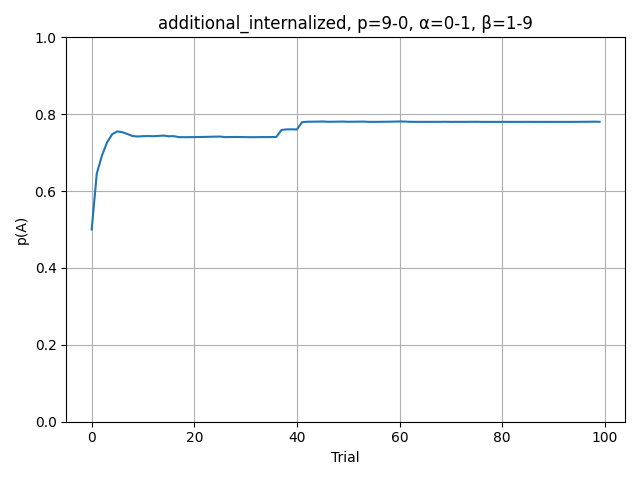 additional_internalized, p=9-0, α=0-1, β=1-9
p(A)
1.0
0.8
0.6
0.4
0.2
0.0
0 20 40 60 80 100
Trial